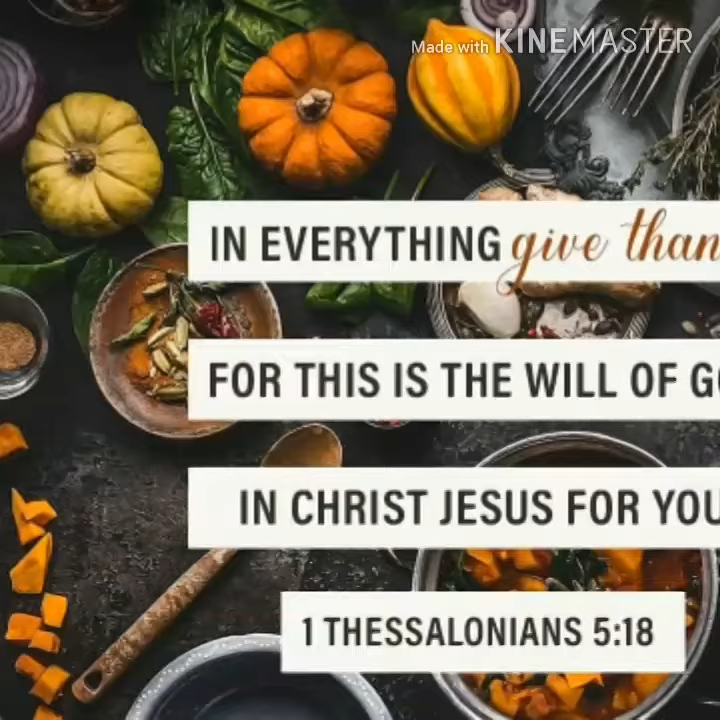 Made with KINEMASTER
IN EVERYTHING give than
FOR THIS IS THE WILL OF GO
IN CHRIST JESUS FOR YOU
1 THESSALONIANS 5:18